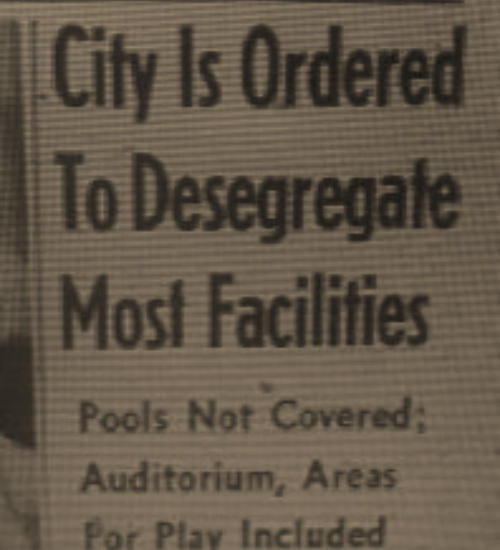 City Is Ordered
To Desegregate
Most Facilities
Pools Not Covered;
Auditorium, Areas
For Play Included